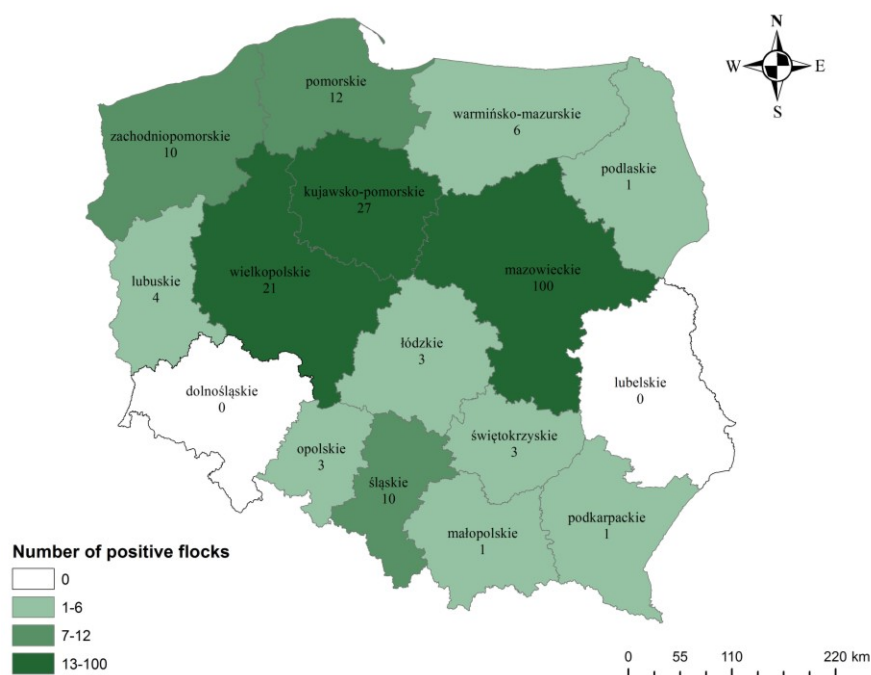 N
W E
S
pomorskie
12
zachodniopomorskie
10
warmińsko-mazurskie
6
podlaskie
1
kujawsko-pomorskie
27
lubuskie
4
wielkopolskie
21
mazowieckie
100
łódzkie
3
dolnośląskie
0
lubelskie
0
opolskie
3
śląskie
10
świętokrzyskie
3
małopolskie
1
podkarpackie
1
Number of positive flocks
0
1-6
7-12
13-100
0 55 110 220 km